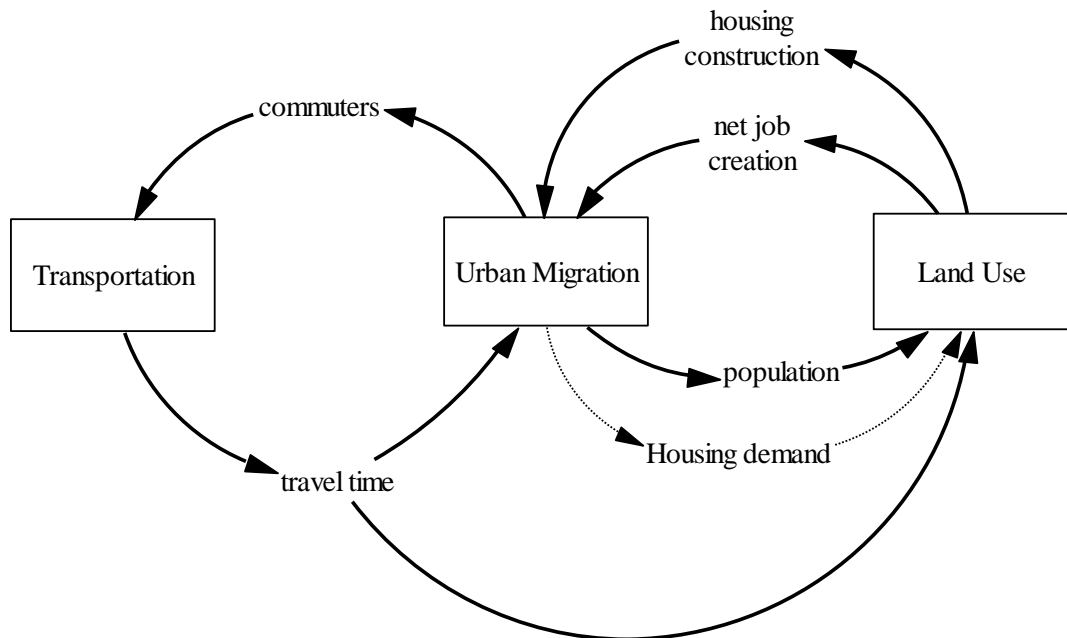 housing
construction
commuters
net job
creation
Transportation
Urban Migration
Land Use
population
Housing demand
travel time